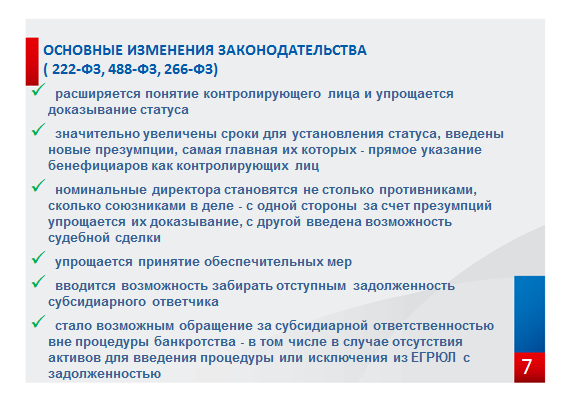 ОСНОВНЫЕ ИЗМЕНЕНИЯ ЗАКОНОДАТЕЛЬСТВА
( 222-ФЗ, 488-ФЗ, 266-ФЗ)
расширяется понятие контролирующего лица и упрощается
доказывание статуса
значительно увеличены сроки для установления статуса, введены
новые презумпции, самая главная их которых - прямое указание
бенефициаров как контролирующих лиц
номинальные директора становятся не столько противниками,
сколько союзниками в деле - с одной стороны за счет презумпций
упрощается их доказывание, с другой введена возможность
судебной сделки
упрощается принятие обеспечительных мер
вводится возможность забирать отступным задолженность
субсидиарного ответчика
стало возможным обращение за субсидиарной ответственностью
вне процедуры банкротства - в том числе в случае отсутствия
активов для введения процедуры или исключения из ЕГРЮЛ с
задолженностью
7